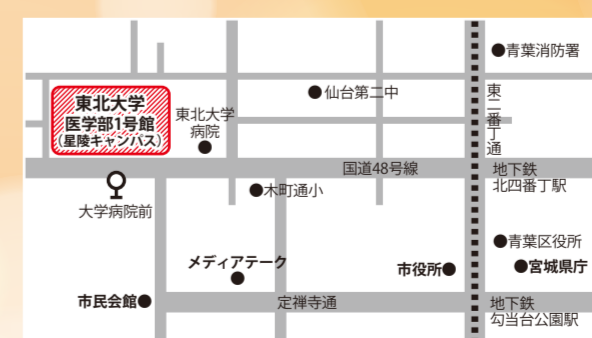 ●青葉消防署
●仙台第二中
東二番丁通
東北大学
医学部1号館
(星陵キャンパス)
東北大学
病院
●
国道48号線
地下鉄
北四番丁駅
大学病院前
●木町通小
●青葉区役所
メディアテーク
●
市役所●
●宮城県庁
市民会館●
定禅寺通
地下鉄
勾当台公園駅